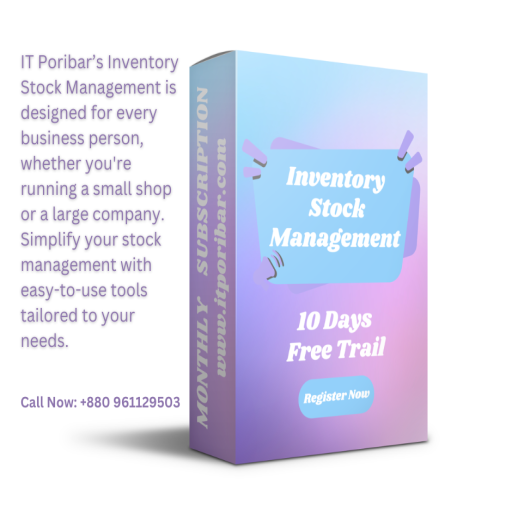 IT Poribar’s Inventory
Stock Management is
designed for every
business person,
whether you're
running a small shop
or a large company.
Simplify your stock
management with
easy-to-use tools
tailored to your
needs.
Call Now: +880 961129503
MONTHLY SUBSCRIPTION
www.itporibar.com
Inventory
Stock
Management
10 Days
Free Trail
Register Now